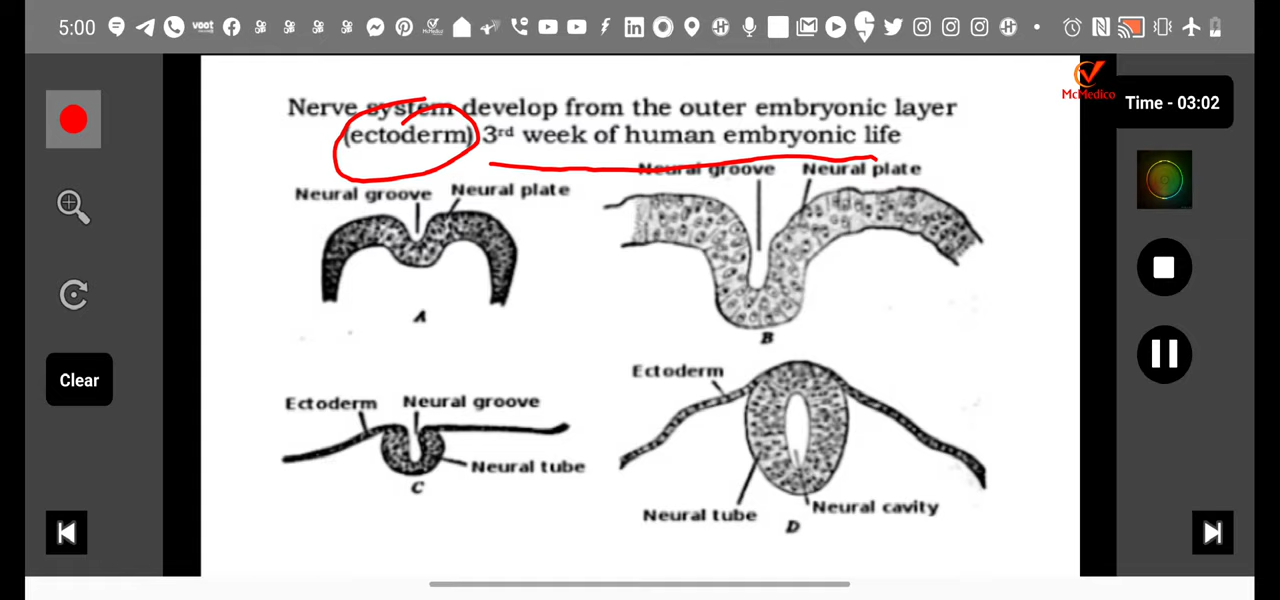 5:00
voot
McMedico
McMedico
Time - 03:02
Nerve system develop from the outer embryonic layer
(ectoderm) 3rd week of human embryonic life
Neural groove
Neural plate
A
Neural groove
Neural plate
B
Clear
Ectoderm
Neural groove
Neural tube
C
Ectoderm
Neural tube
Neural cavity
D